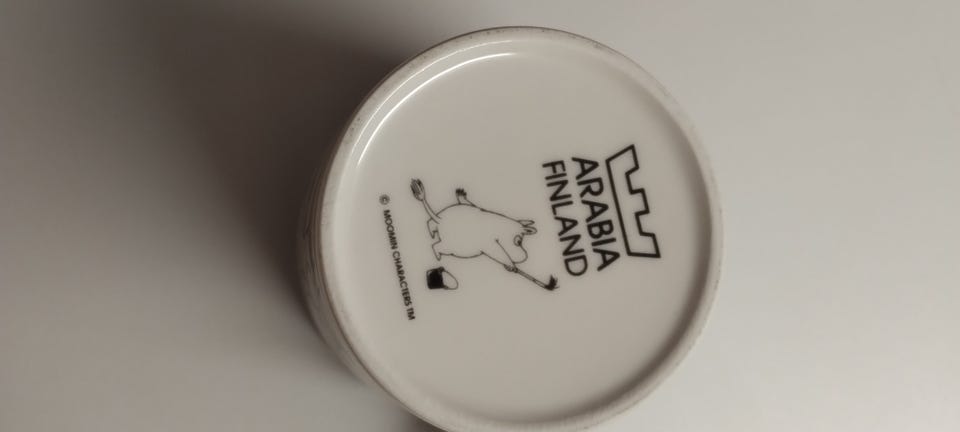 ARABIA
FINLAND
© MOOMIN CHARACTERS TM